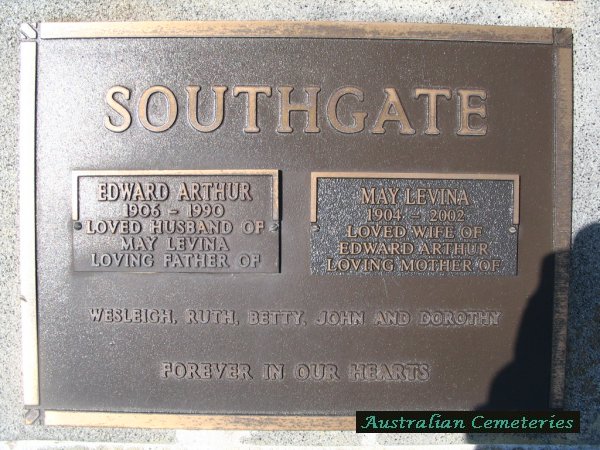 SOUTHGATE
EDWARD ARTHUR
1906 - 1990
LOVED HUSBAND OF
MAY LEVINA
LOVING FATHER OF
MAY LEVINA
1904 - 2002
LOVED WIFE OF
EDWARD ARTHUR
LOVING MOTHER OF
WESLEIGH, RUTH, BETTY, JOHN AND DOROTHY
FOREVER IN OUR HEARTS
Australian Cemeteries